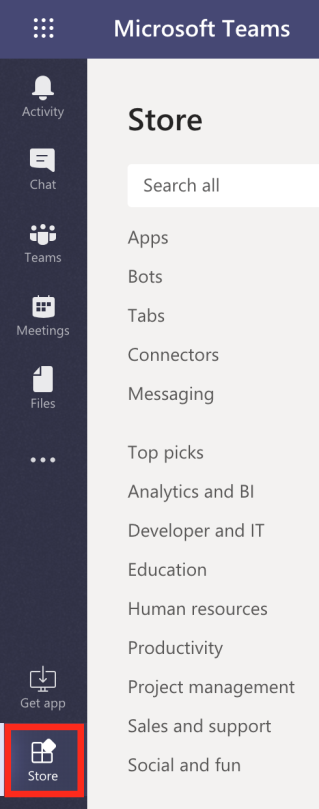 Microsoft Teams
Activity
Chat
Teams
Meetings
Files
Get app
Store
Store
Search all
Apps
Bots
Tabs
Connectors
Messaging
Top picks
Analytics and BI
Developer and IT
Education
Human resources
Productivity
Project management
Sales and support
Social and fun